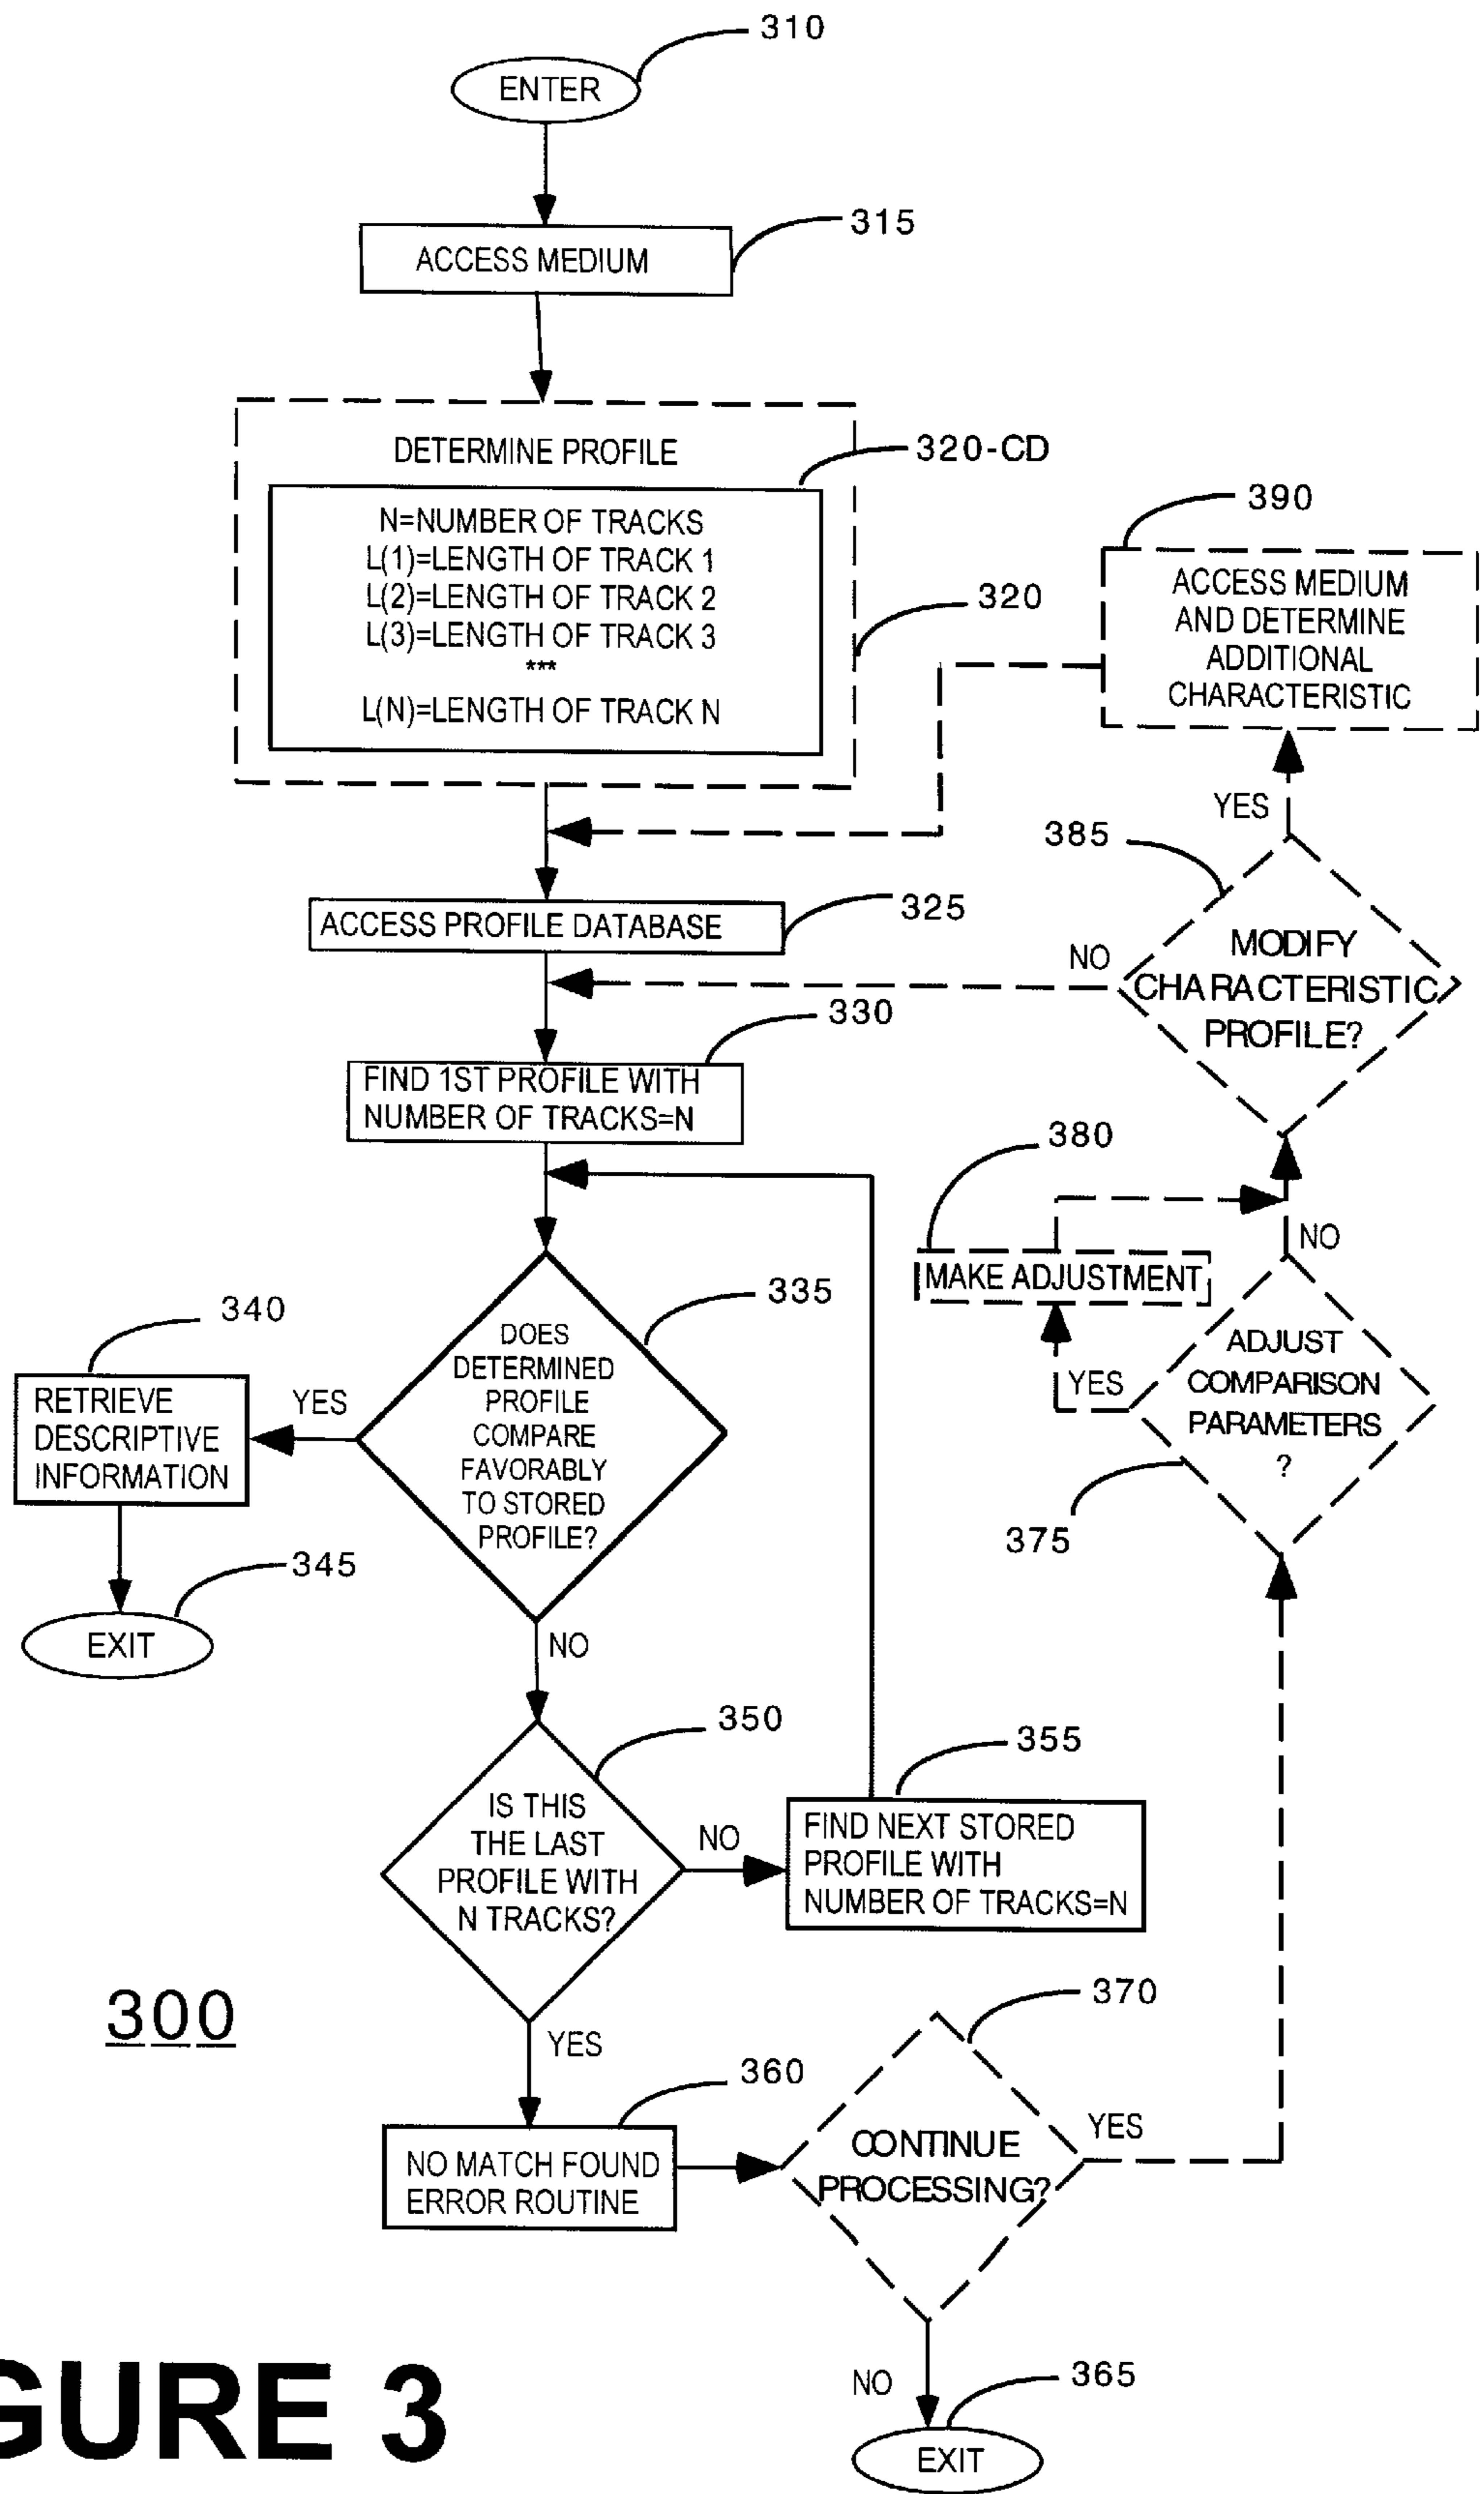 310
ENTER
315
ACCESS MEDIUM
DETERMINE PROFILE
320-CD
N=NUMBER OF TRACKS
L(1)=LENGTH OF TRACK 1
L(2)=LENGTH OF TRACK 2
L(3)=LENGTH OF TRACK 3
***
L(N)=LENGTH OF TRACK N
320
390
ACCESS MEDIUM
AND DETERMINE
ADDITIONAL
CHARACTERISTIC
YES
385
MODIFY
CHARACTERISTIC
PROFILE?
NO
325
ACCESS PROFILE DATABASE
330
FIND 1ST PROFILE WITH
NUMBER OF TRACKS=N
380
MAKE ADJUSTMENT
NO
335
DOES
DETERMINED
PROFILE
COMPARE
FAVORABLY
TO STORED
PROFILE?
340
RETRIEVE
DESCRIPTIVE
INFORMATION
YES
YES
ADJUST
COMPARISON
PARAMETERS
?
375
345
EXIT
NO
350
IS THIS
THE LAST
PROFILE WITH
N TRACKS?
NO
355
FIND NEXT STORED
PROFILE WITH
NUMBER OF TRACKS=N
300
YES
360
NO MATCH FOUND
ERROR ROUTINE
370
CONTINUE
PROCESSING?
YES
NO
365
EXIT
GURE 3